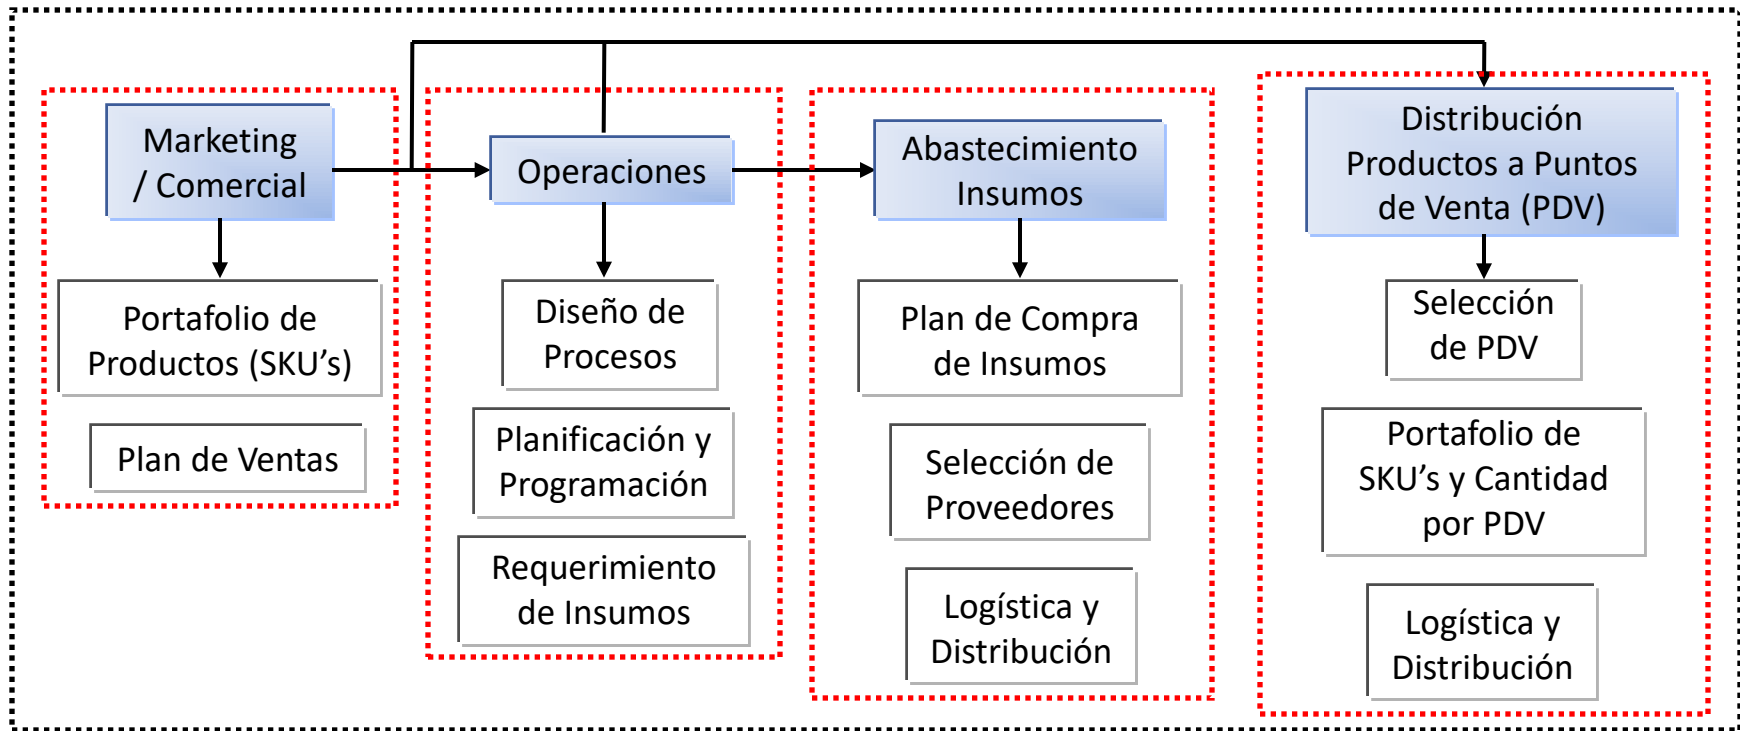 Marketing
/ Comercial
Portafolio de
Productos (SKU’s)
Plan de Ventas
Operaciones
Diseño de
Procesos
Planificación y
Programación
Requerimiento
de Insumos
Abastecimiento
Insumos
Plan de Compra
de Insumos
Selección de
Proveedores
Logística y
Distribución
Distribución
Productos a Puntos
de Venta (PDV)
Selección
de PDV
Portafolio de
SKU’s y Cantidad
por PDV
Logística y
Distribución